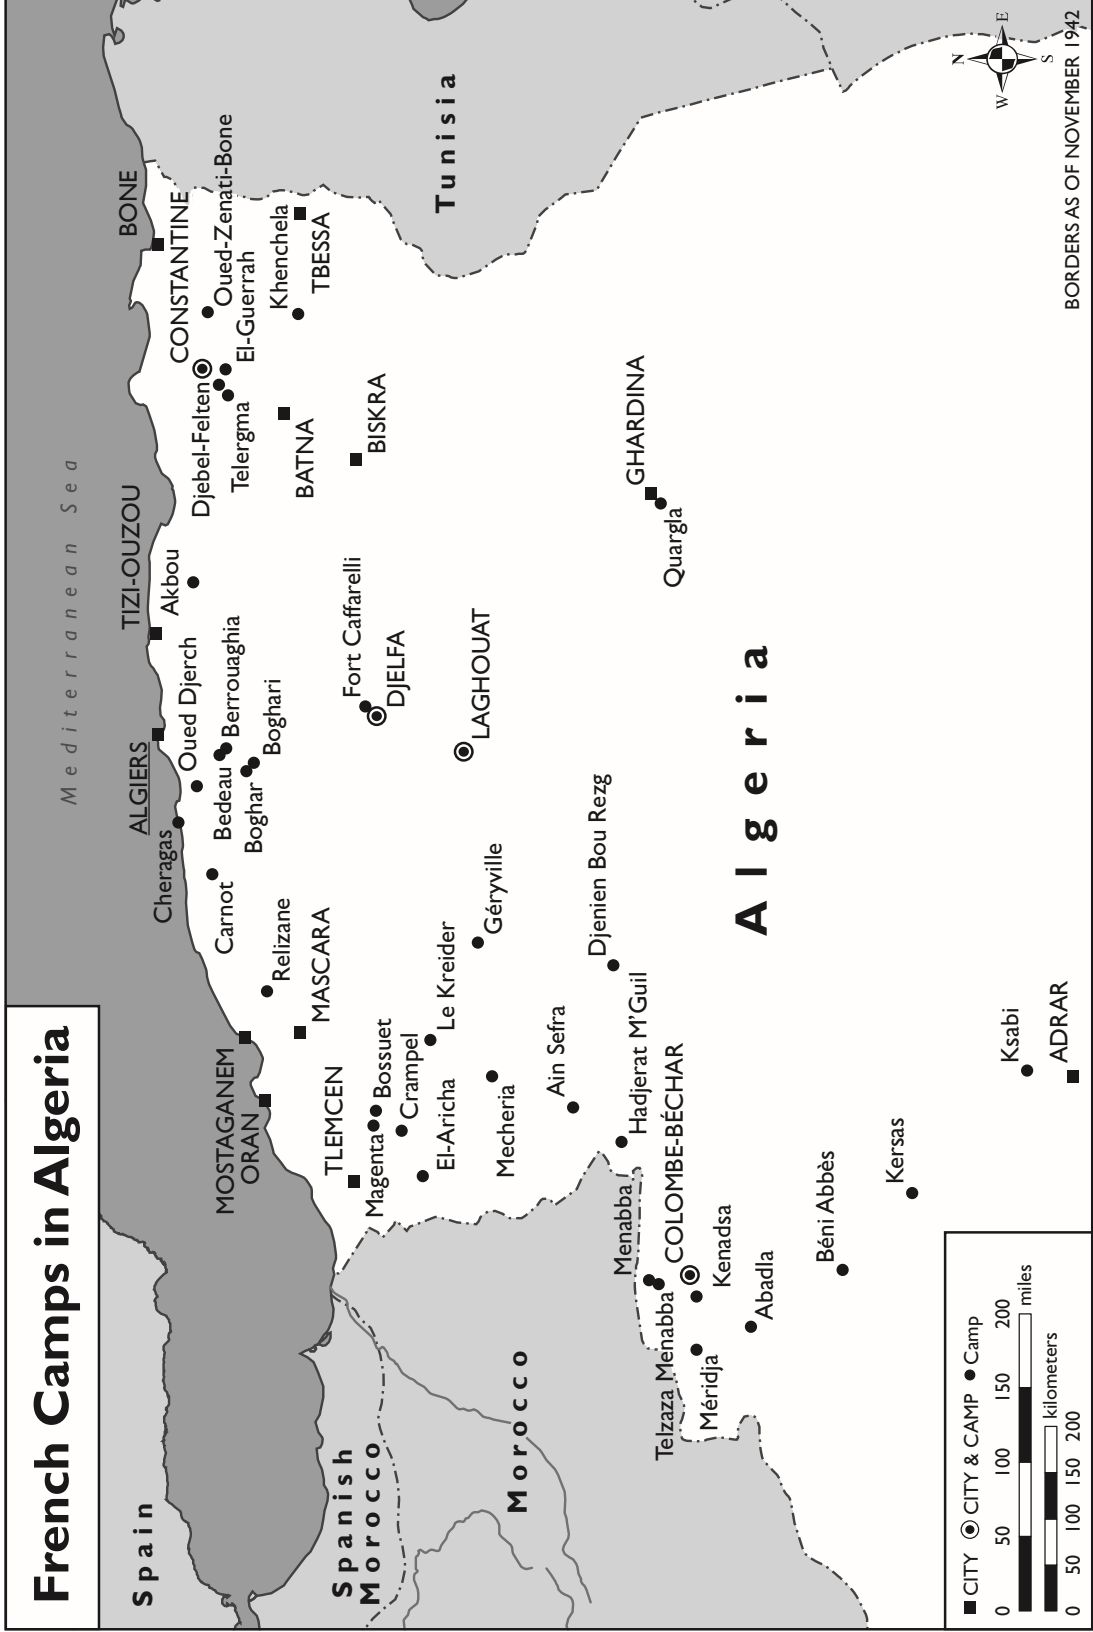 French Camps in Algeria
Spain
Spanish
Morocco
Morocco
Mediterranean Sea
Tunisia
Algeria
MOSTAGANEM
ORAN
TLEMCEN
Magenta
Bossuet
Crampel
El-Aricha
Le Kreider
Mecheria
Géryville
Ain Sefra
Djenien Bou Rezg
Hadjerat M'Guil
Menabba
Telzaza Menabba
COLOMBE-BÉCHAR
Kenadsa
Méridja
Abadla
Béni Abbès
Kersas
Ksabi
ADRAR
MASCARA
Relizane
Carnot
Cheragas
ALGIERS
Oued Djerch
Bedeau
Berrouaghia
Boghar
Boghari
TIZI-OUZOU
Akbou
Fort Caffarelli
DJELFA
LAGHOUAT
GHARDINA
Quargla
BISKRA
BATNA
Djebel-Felten
Telergma
CONSTANTINE
El-Guerrah
Oued-Zenati-Bone
BONE
Khenchela
TBESSA
N
E
S
W
BORDERS AS OF NOVEMBER 1942
CITY CITY & CAMP Camp
0 50 100 150 200
miles
kilometers
0 50 100 150 200